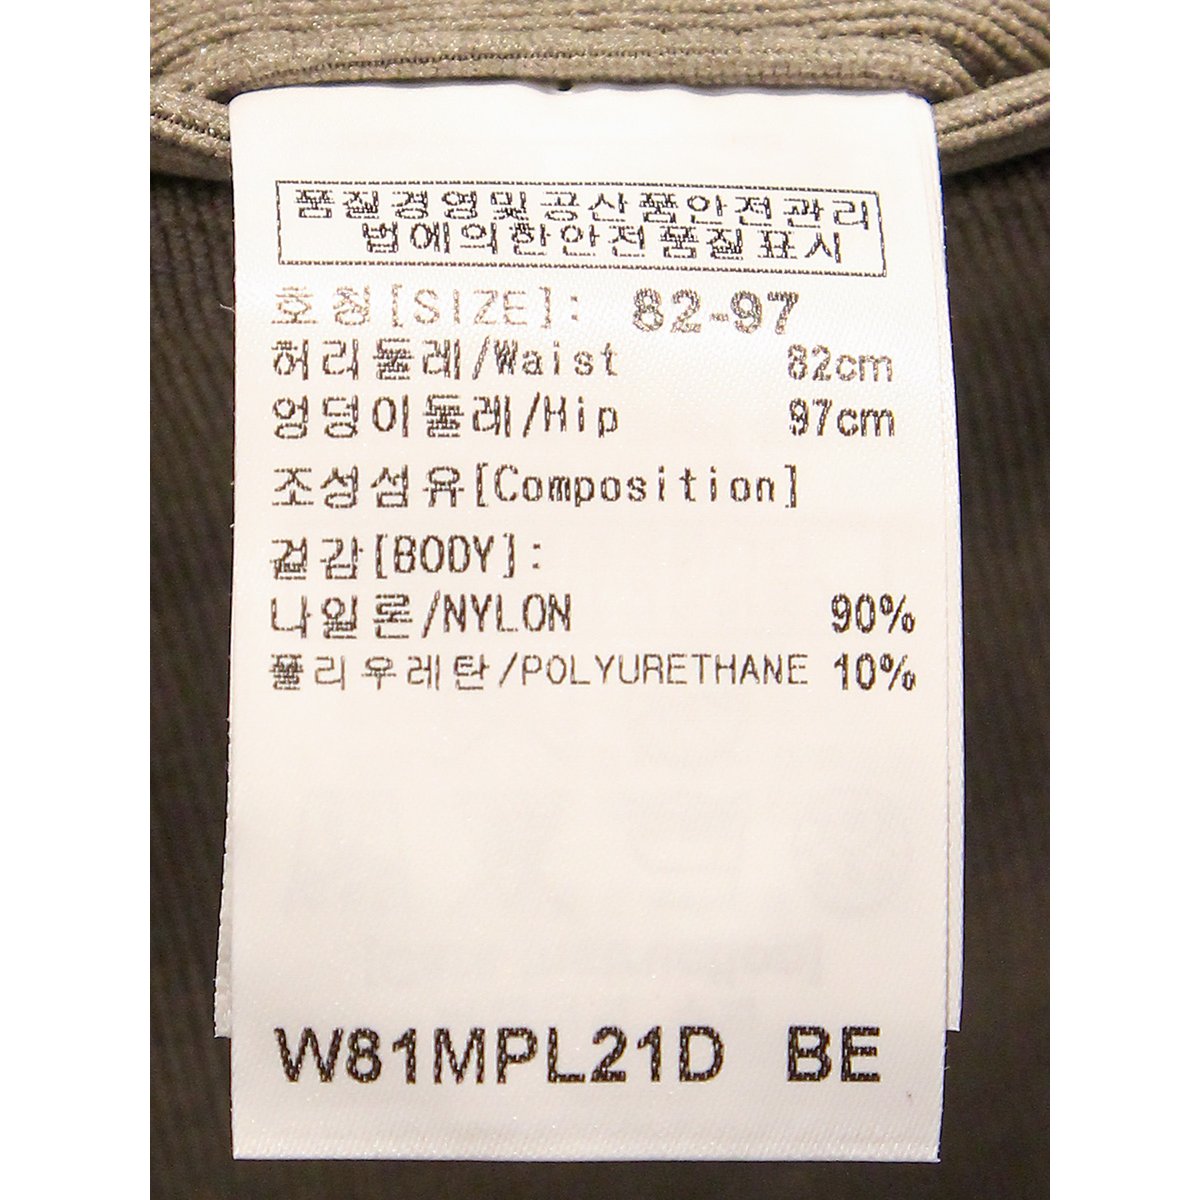 품질경영및공산품안전관리
법에의한안전품질표시
호칭[SIZE]: 82-97
허리둘레/Waist 82cm
엉덩이둘레/Hip 97cm
조성섬유[Composition]
겉감[BODY]:
나일론/NYLON 90%
폴리우레탄/POLYURETHANE 10%
W81MPL21D BE